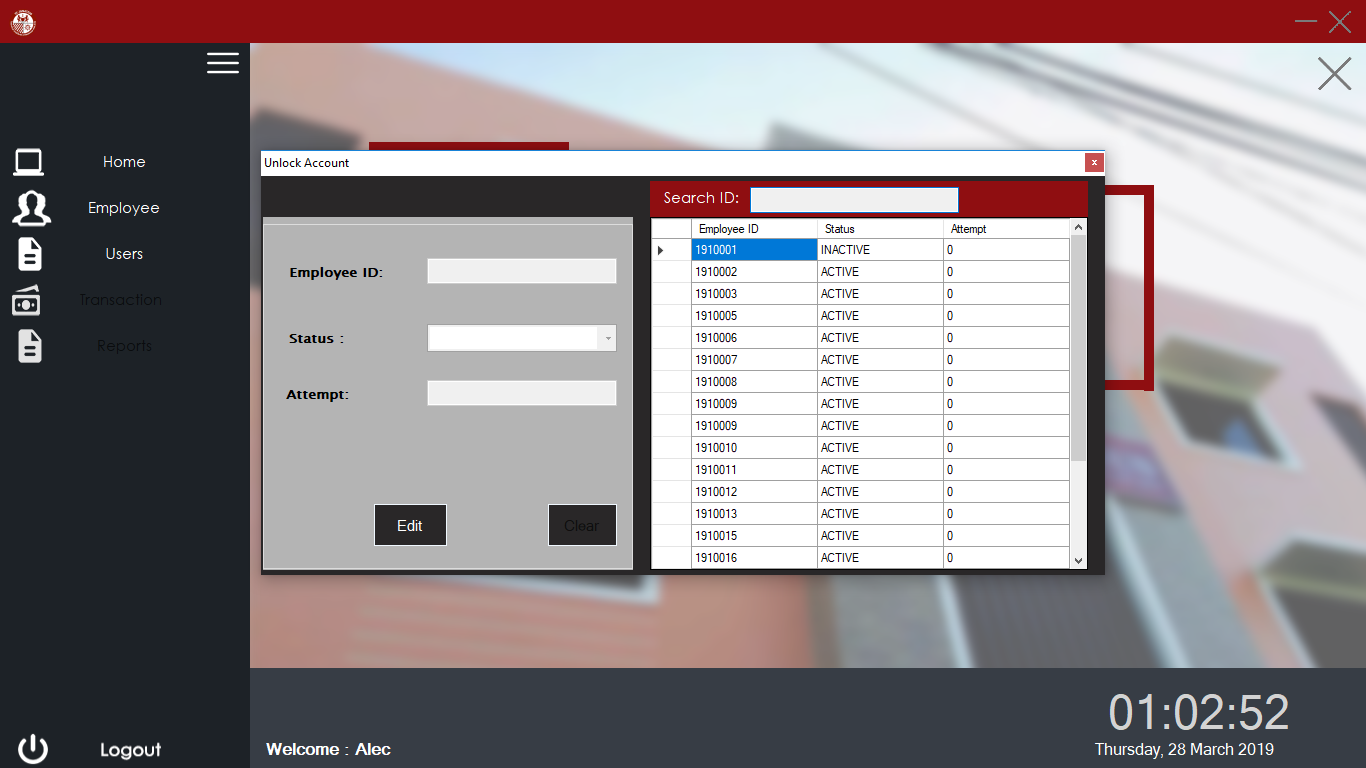 Home
Employee
Users
Transaction
Reports
Logout
Unlock Account
x
Employee ID:
Status :
Attempt:
Edit
Clear
Search ID:
Employee ID Status Attempt
1910001 INACTIVE 0
1910002 ACTIVE 0
1910003 ACTIVE 0
1910005 ACTIVE 0
1910006 ACTIVE 0
1910007 ACTIVE 0
1910008 ACTIVE 0
1910009 ACTIVE 0
1910009 ACTIVE 0
1910010 ACTIVE 0
1910011 ACTIVE 0
1910012 ACTIVE 0
1910013 ACTIVE 0
1910015 ACTIVE 0
1910016 ACTIVE 0
Welcome : Alec
01:02:52
Thursday, 28 March 2019